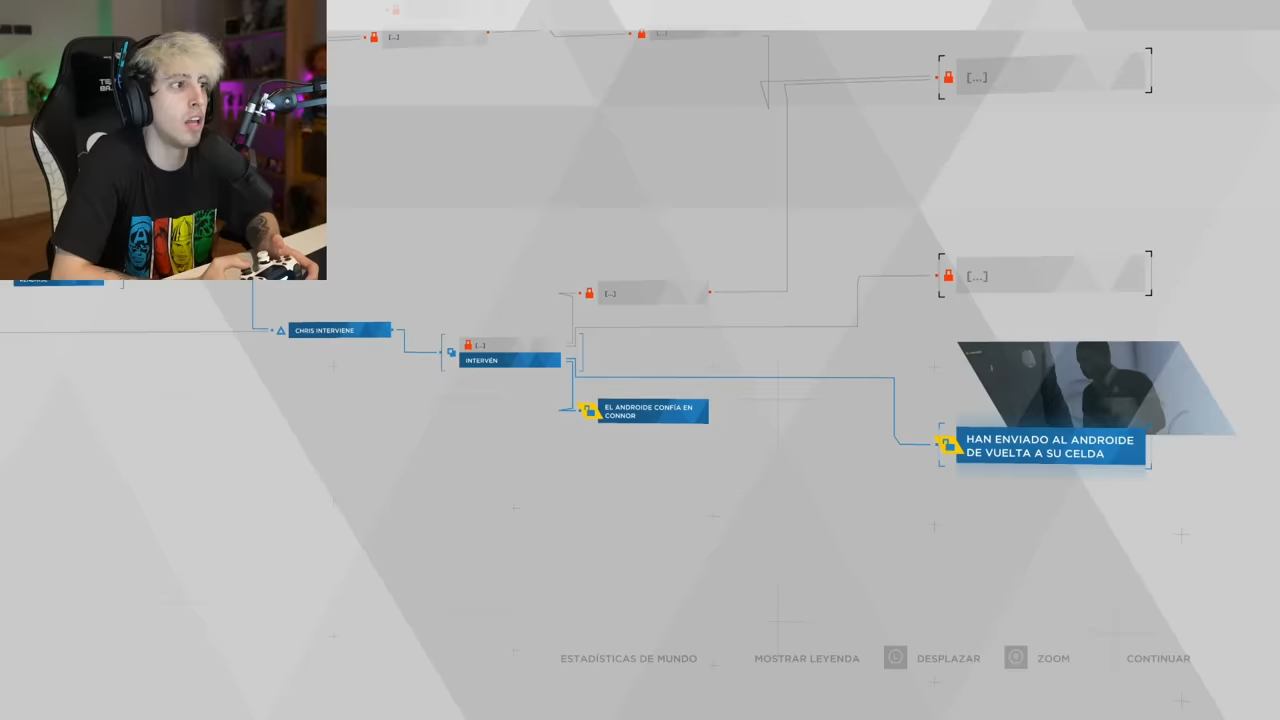 [...]
[...]
[...]
[...]
[...]
CHRIS INTERVIENE
[...]
INTERVÉN
EL ANDROIDE CONFÍA EN
CONNOR
HAN ENVIADO AL ANDROIDE
DE VUELTA A SU CELDA
ESTADÍSTICAS DE MUNDO
MOSTRAR LEYENDA
L
DESPLAZAR
R
ZOOM
CONTINUAR